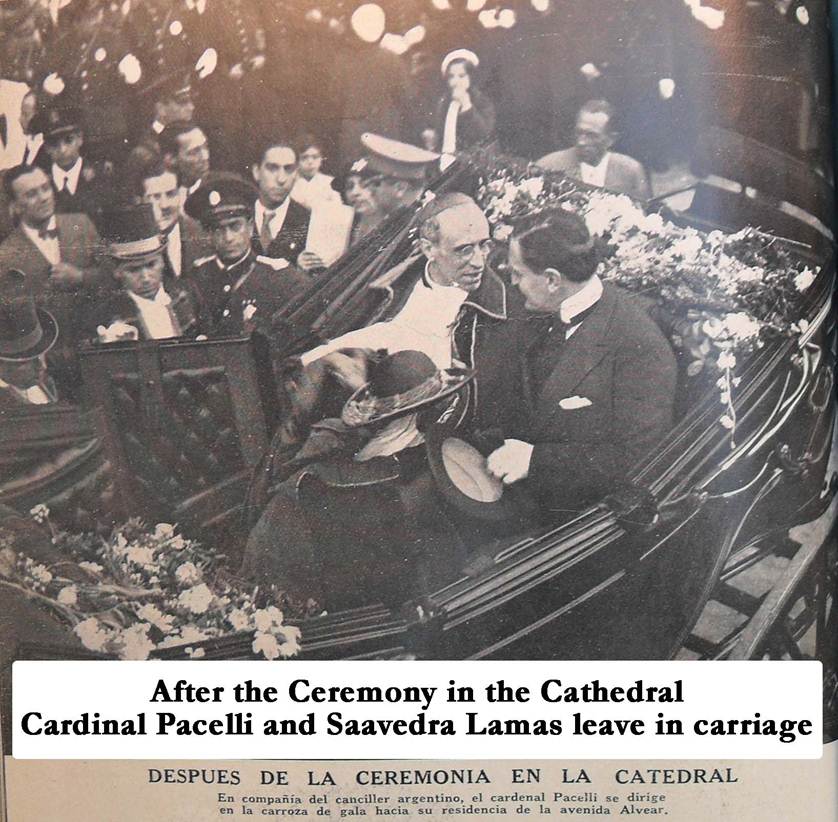 After the Ceremony in the Cathedral
Cardinal Pacelli and Saavedra Lamas leave in carriage
DESPUES DE LA CEREMONIA EN LA CATEDRAL
En compañía del canciller argentino, el cardenal Pacelli se dirige
en la carroza de gala hacia su residencia de la avenida Alvear.